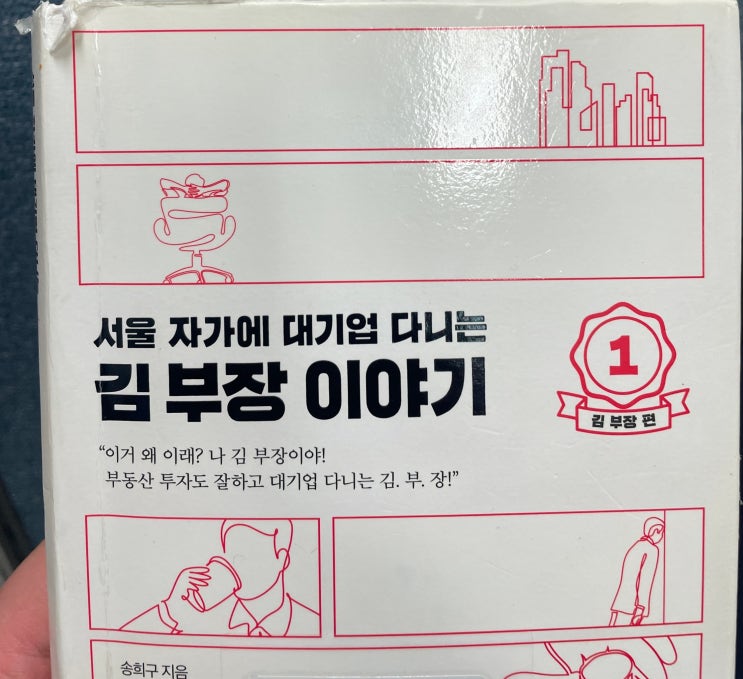 서울 자가에 대기업 다니는
김 부장 이야기
1
김 부장 편
“이거 왜 이래? 나 김 부장이야!
부동산 투자도 잘하고 대기업 다니는 김. 부. 장!”
송희구 지음